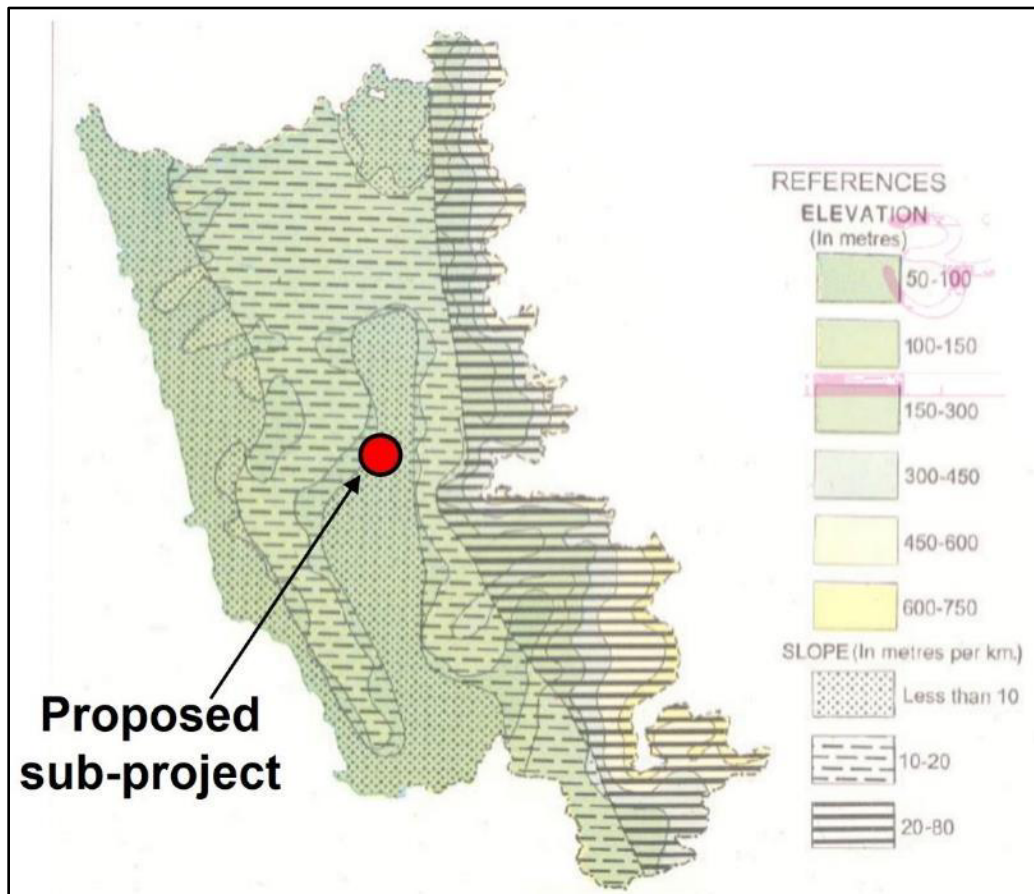 REFERENCES
ELEVATION
(In metres)
50-100
100-150
150-300
300-450
450-600
600-750
SLOPE (In metres per km.)
Less than 10
10-20
20-80
Proposed
sub-project